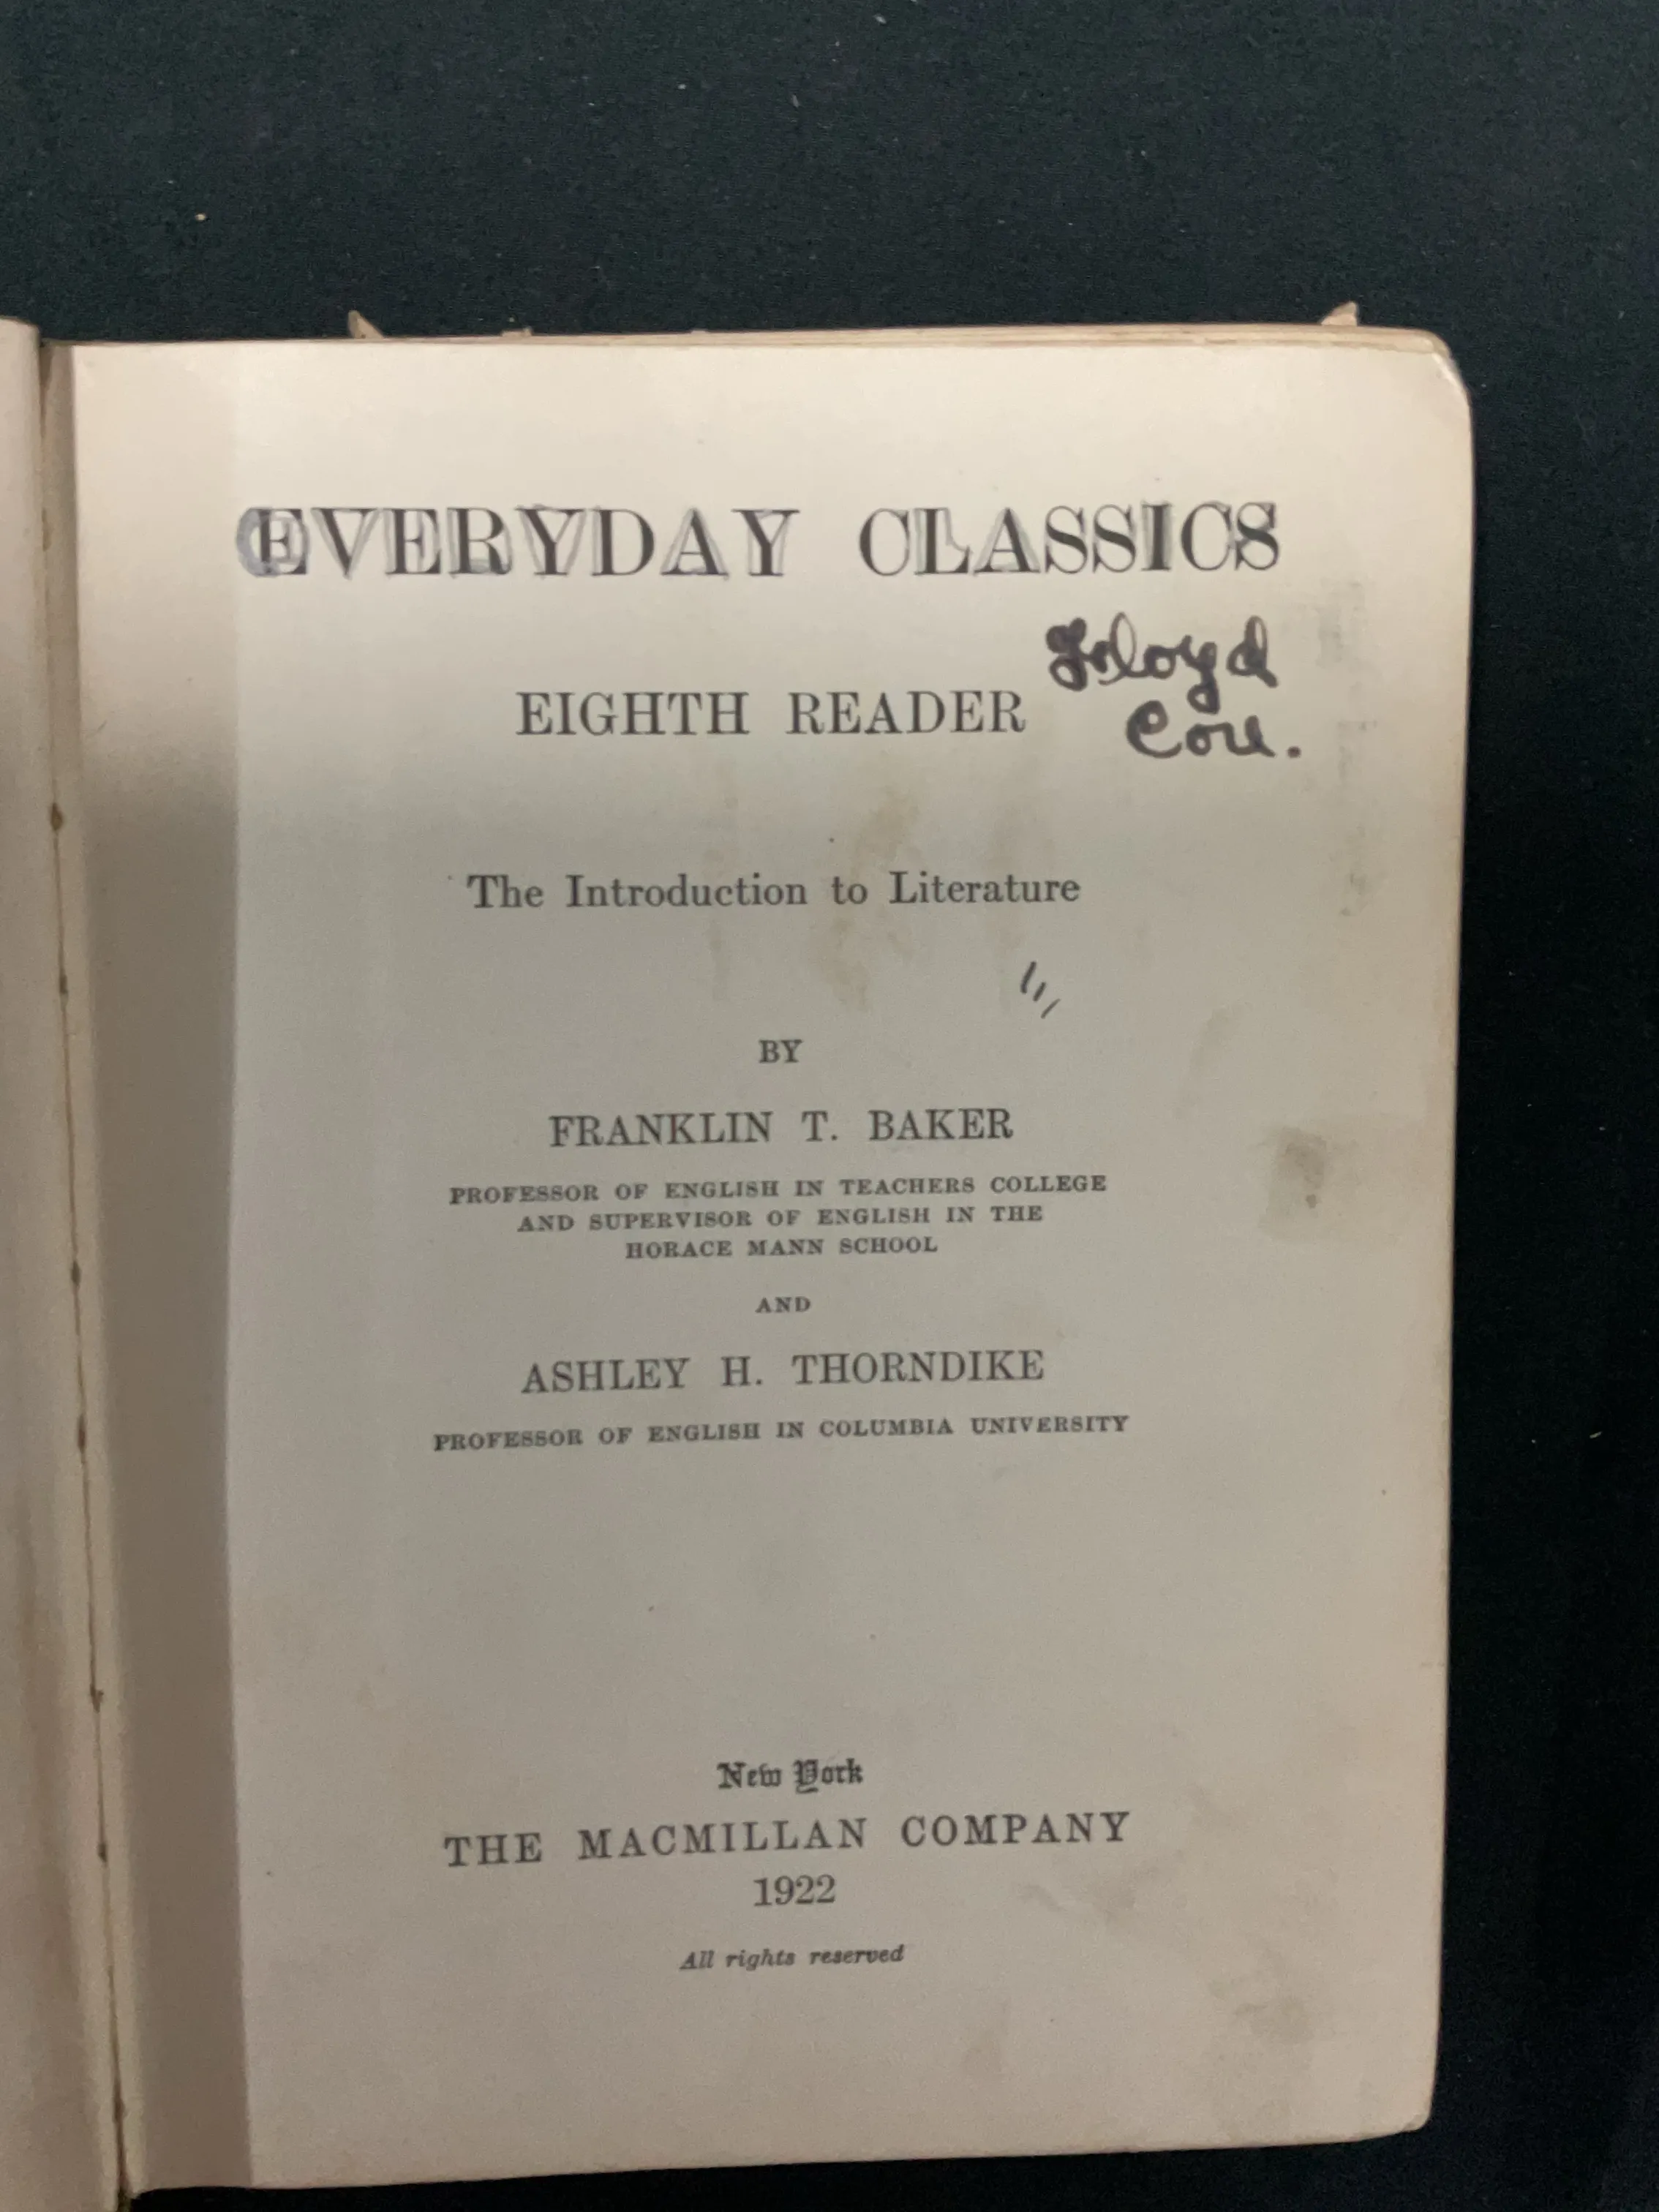 EVERYDAY CLASSICS
Floyd
EIGHTH READER
The Introduction to Literature
BY
FRANKLIN T. BAKER
PROFESSOR OF ENGLISH IN TEACHERS COLLEGE
AND SUPERVISOR OF ENGLISH IN THE
HORACE MANN SCHOOL
AND
ASHLEY H. THORNDIKE
PROFESSOR OF ENGLISH IN COLUMBIA UNIVERSITY
New York
THE MACMILLAN COMPANY
1922
All rights reserved